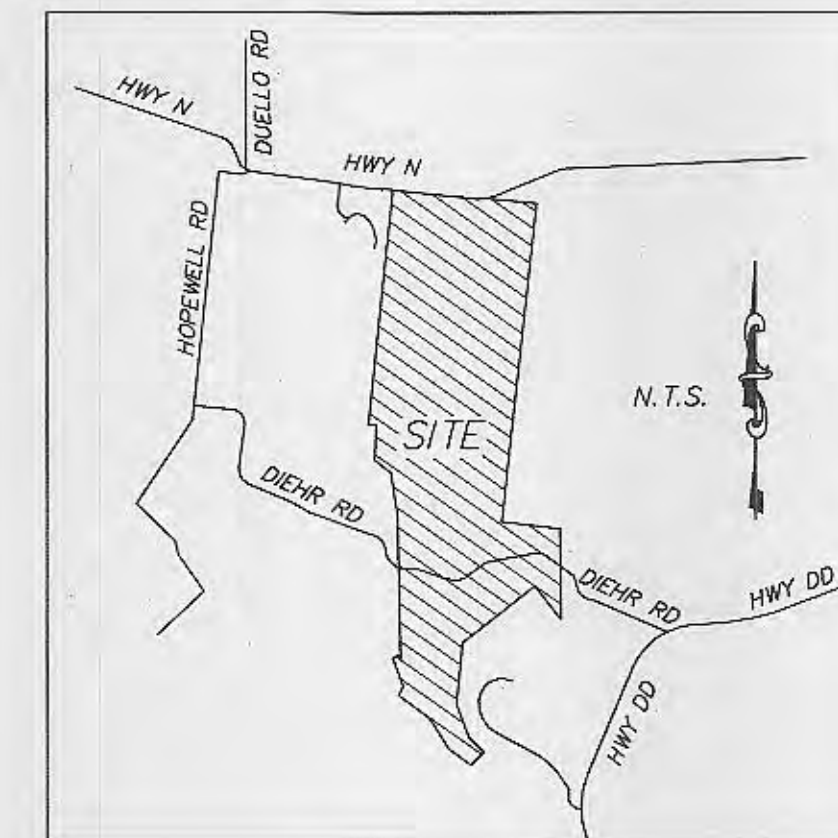 DUELLO RD
HWY N
HWY N
HOPEWELL RD
N.T.S.
SITE
DIEHR RD
DIEHR RD
HWY DD
HWY DD